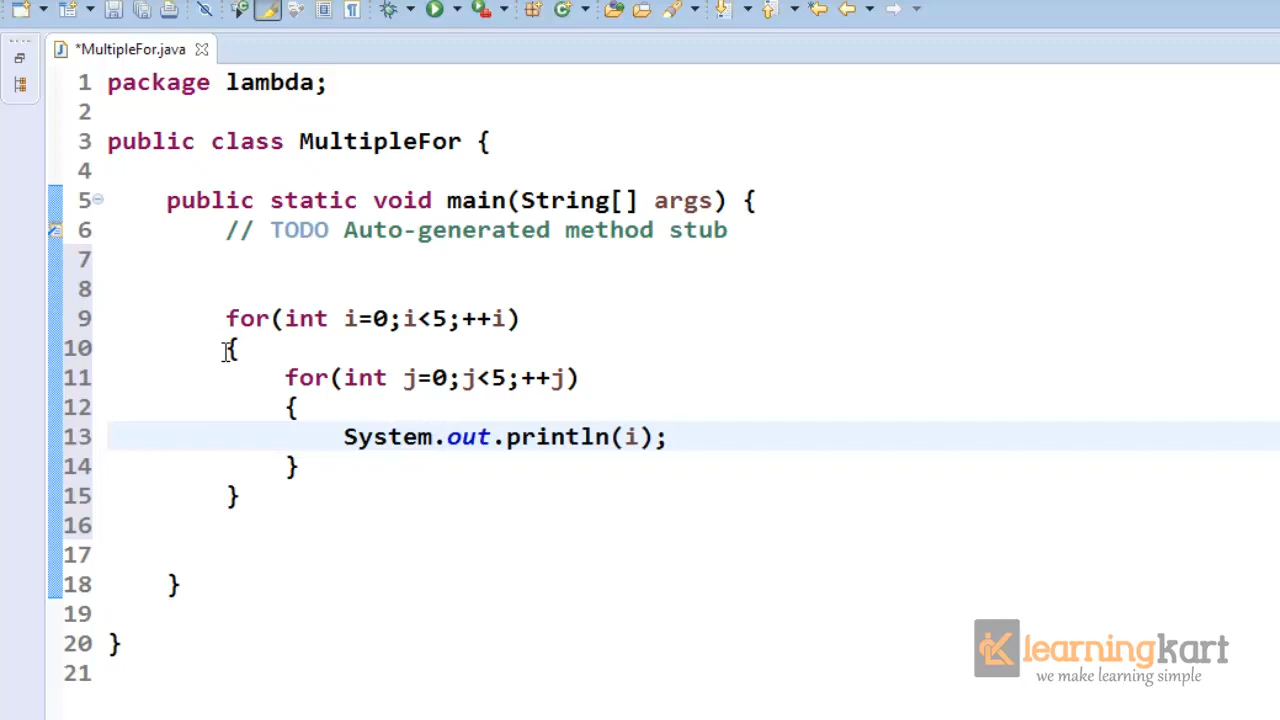 *MultipleFor.java
1 package lambda;
2
3 public class MultipleFor {
4
5 public static void main(String[] args) {
6 // TODO Auto-generated method stub
7
8
9 for(int i=0;i<5;++i)
10 {
11 for(int j=0;j<5;++j)
12 {
13 System.out.println(i);
14 }
15 }
16
17
18 }
19
20 }
21
learningkart
we make learning simple